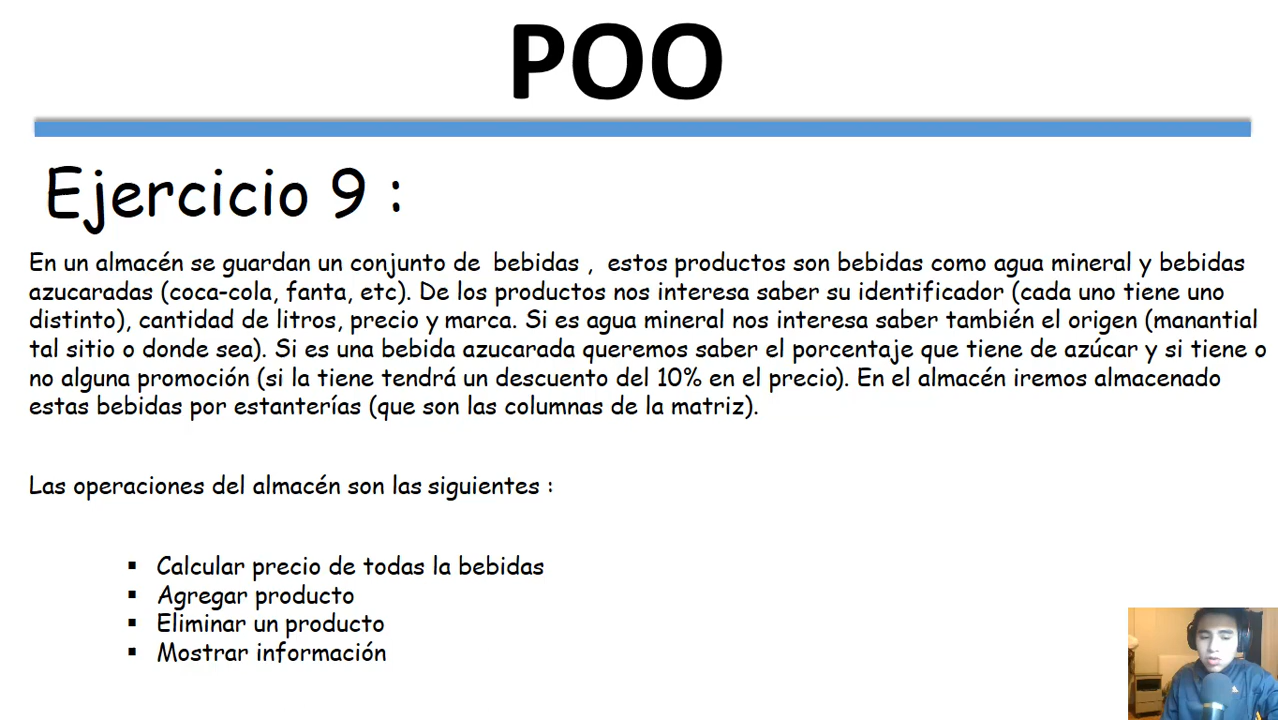 POO
Ejercicio 9 :
En un almacén se guardan un conjunto de bebidas , estos productos son bebidas como agua mineral y bebidas
azucaradas (coca-cola, fanta, etc). De los productos nos interesa saber su identificador (cada uno tiene uno
distinto), cantidad de litros, precio y marca. Si es agua mineral nos interesa saber también el origen (manantial
tal sitio o donde sea). Si es una bebida azucarada queremos saber el porcentaje que tiene de azúcar y si tiene o
no alguna promoción (si la tiene tendrá un descuento del 10% en el precio). En el almacén iremos almacenado
estas bebidas por estanterías (que son las columnas de la matriz).
Las operaciones del almacén son las siguientes :
▪ Calcular precio de todas la bebidas
▪ Agregar producto
▪ Eliminar un producto
▪ Mostrar información